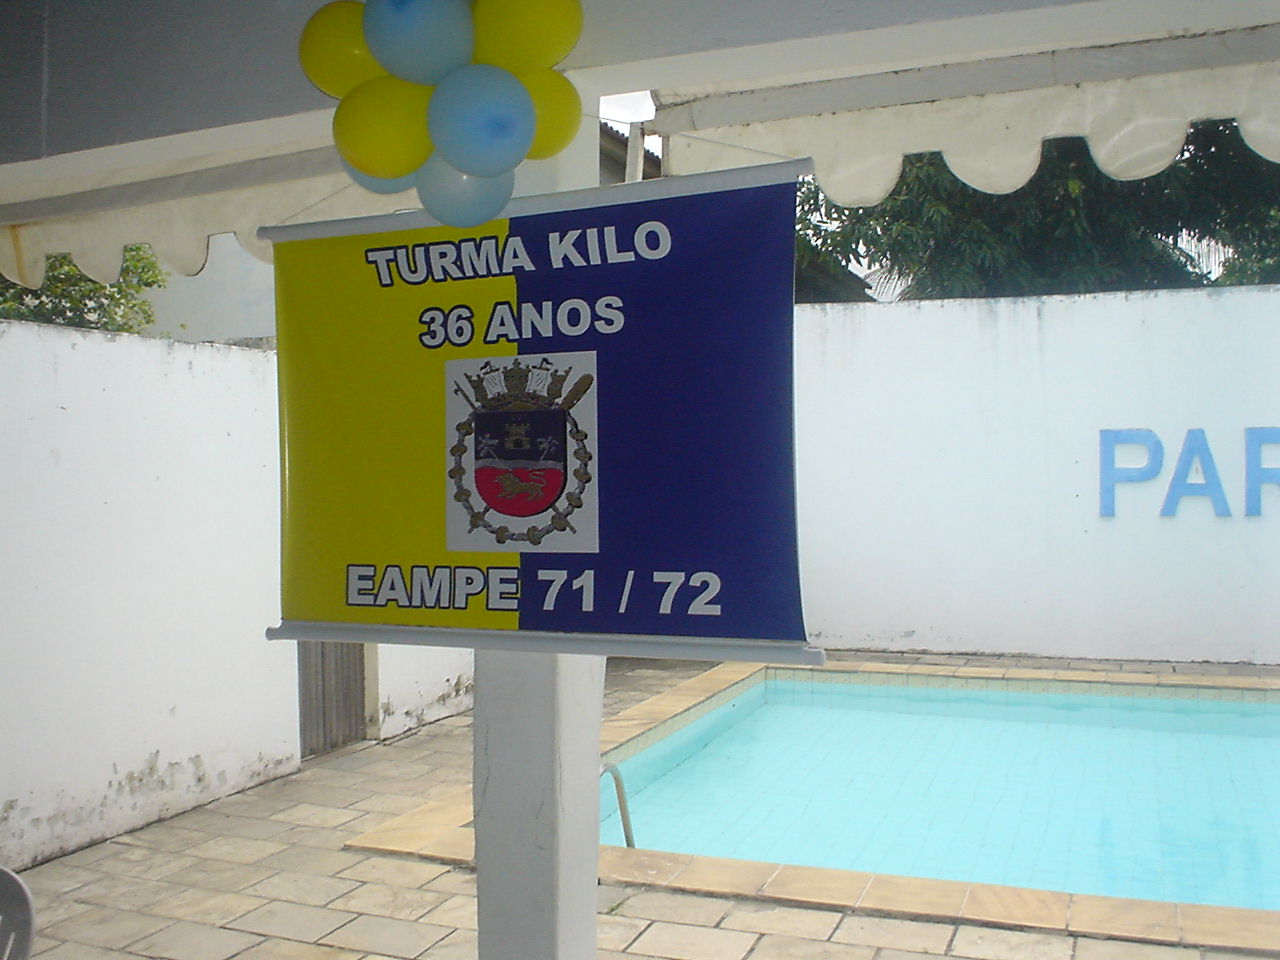 TURMA KILO
36 ANOS
EAMPE 71 / 72
PAR